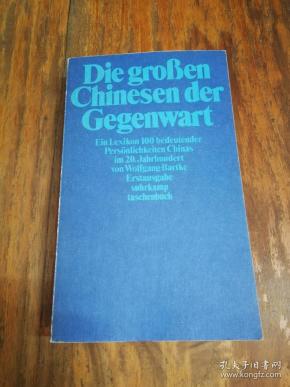 Die großen
Chinesen der
Gegenwart
Ein Lexikon 100 bedeutender
Persönlichkeiten Chinas
im 20. Jahrhundert
von Wolfgang Bartke
Erstausgabe
suhrkamp
taschenbuch
孔夫子旧书网